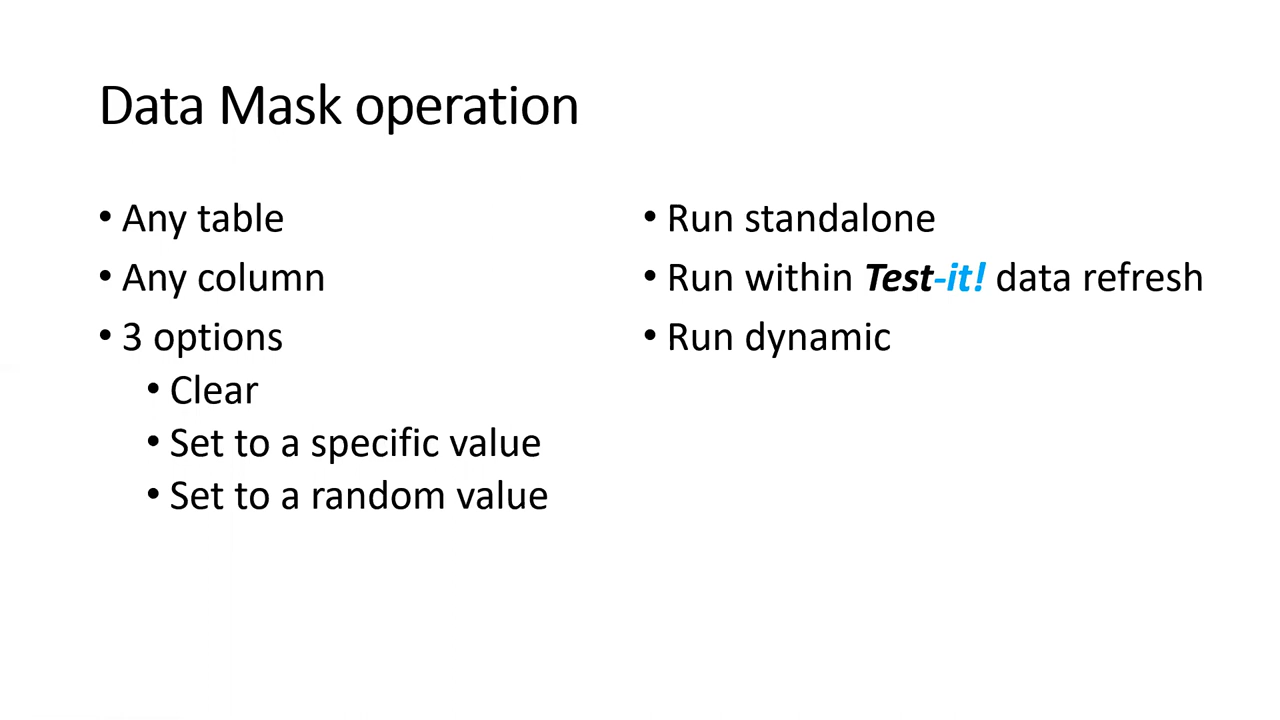 Data Mask operation
• Any table
• Any column
• 3 options
• Clear
• Set to a specific value
• Set to a random value
• Run standalone
• Run within Test-it! data refresh
• Run dynamic